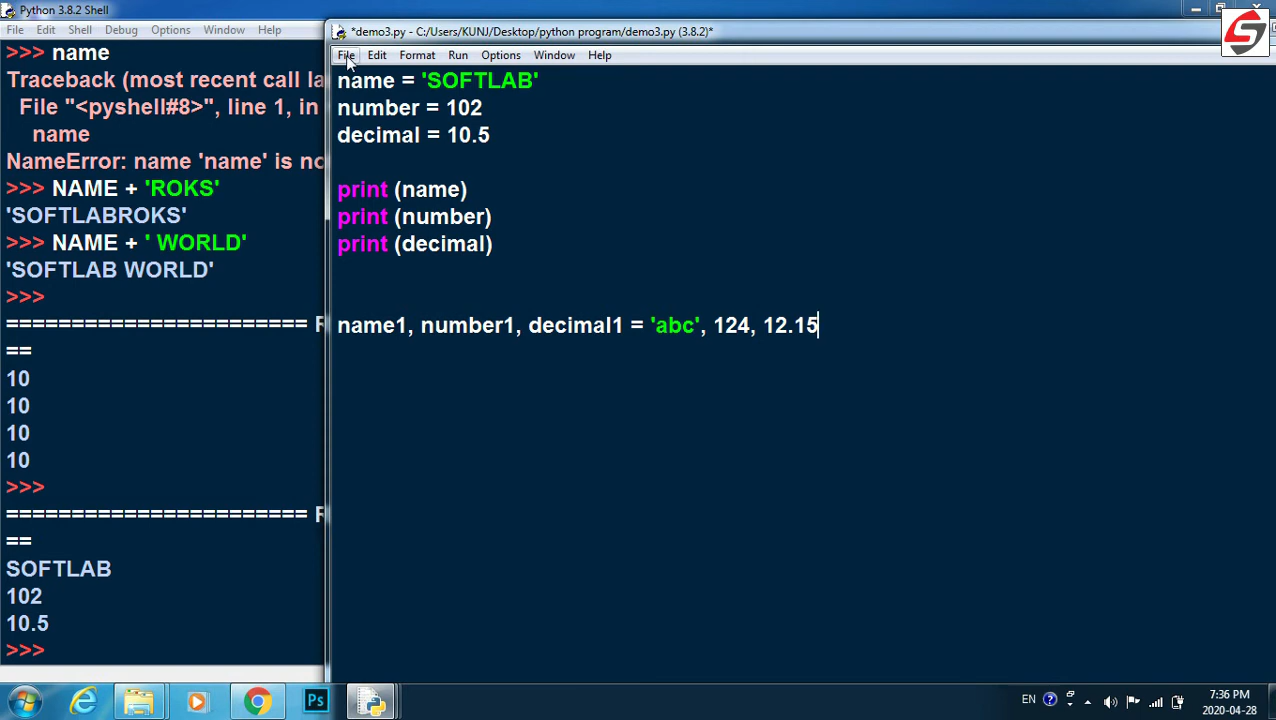 Python 3.8.2 Shell
File Edit Shell Debug Options Window Help
>>> name
Traceback (most recent call la
File "<pyshell#8>", line 1, in
name
NameError: name 'name' is no
>>> NAME + 'ROKS'
'SOFTLABROKS'
>>> NAME + ' WORLD'
'SOFTLAB WORLD'
>>>
====================== R
==
10
10
10
10
>>>
====================== R
==
SOFTLAB
102
10.5
>>>
*demo3.py - C:/Users/KUNJ/Desktop/python program/demo3.py (3.8.2)*
File Edit Format Run Options Window Help
name = 'SOFTLAB'
number = 102
decimal = 10.5
print (name)
print (number)
print (decimal)
name1, number1, decimal1 = 'abc', 124, 12.15
S
Ps
EN
7:36 PM
2020-04-28